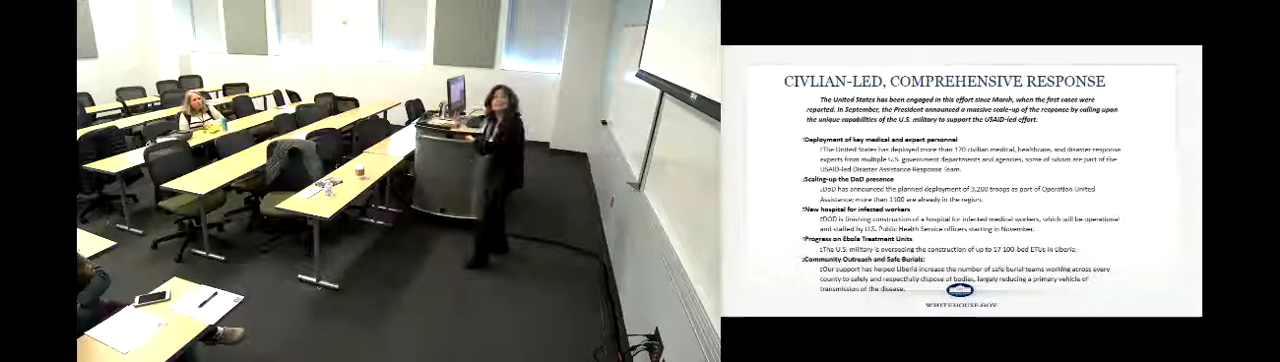 CIVLIAN-LED, COMPREHENSIVE RESPONSE
The United States has been engaged in this effort since March, when the first cases were
reported. In September, the President announced a massive scale-up of the response by calling upon
the unique capabilities of the U.S. military to support the USAID-led effort.
Deployment of key medical and expert personnel
The United States has deployed more than 170 civilian medical, healthcare, and disaster response
experts from multiple U.S. government departments and agencies, some of whom are part of the
USAID-led Disaster Assistance Response Team.
Scaling-up the DoD presence
DoD has announced the planned deployment of 3,200 troops as part of Operation United
Assistance; more than 1100 are already in the region.
New hospital for infected workers
DOD is finishing construction of a hospital for infected medical workers, which will be operational
and staffed by U.S. Public Health Service officers starting in November.
Progress on Ebola Treatment Units
The U.S. military is overseeing the construction of up to 17 100-bed ETUs in Liberia.
Community Outreach and Safe Burials:
Our support has helped Liberia increase the number of safe burial teams working across every
county to safely and respectfully dispose of bodies, largely reducing a primary vehicle of
transmission of the disease.
WHITEHOUSE.GOV